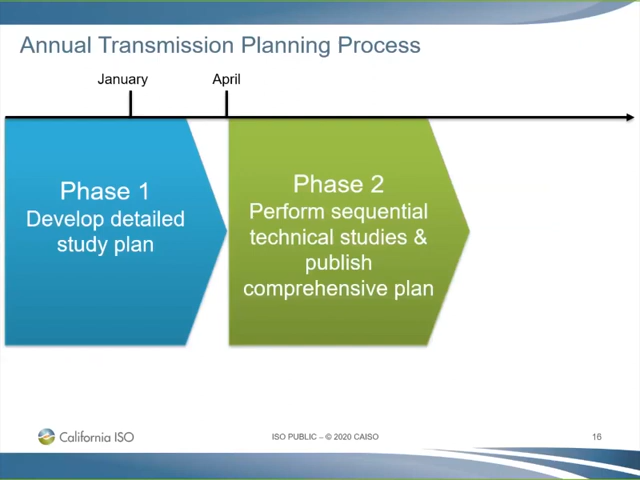 Annual Transmission Planning Process
January
April
Phase 1
Develop detailed
study plan
Phase 2
Perform sequential
technical studies &
publish
comprehensive plan
California ISO
ISO PUBLIC – © 2020 CAISO
16